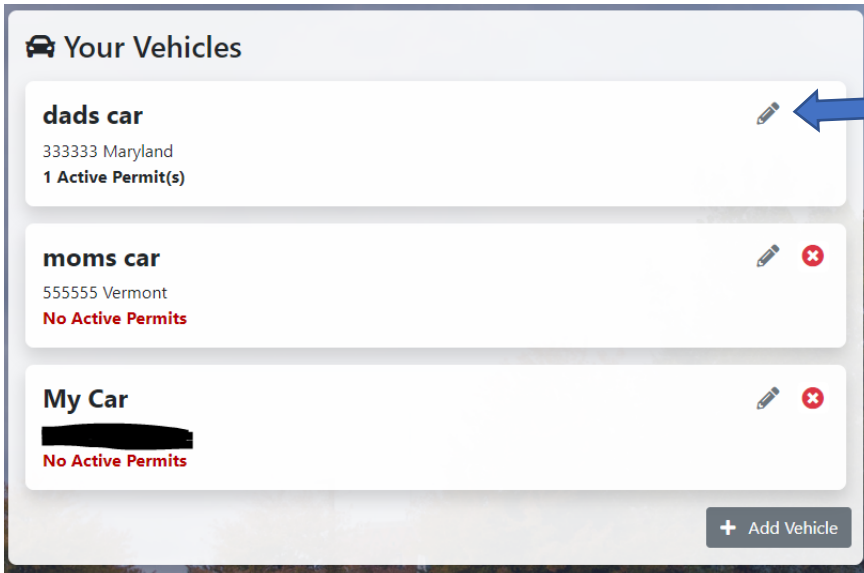 Your Vehicles
dads car
333333 Maryland
1 Active Permit(s)
moms car
555555 Vermont
No Active Permits
My Car
No Active Permits
Add Vehicle